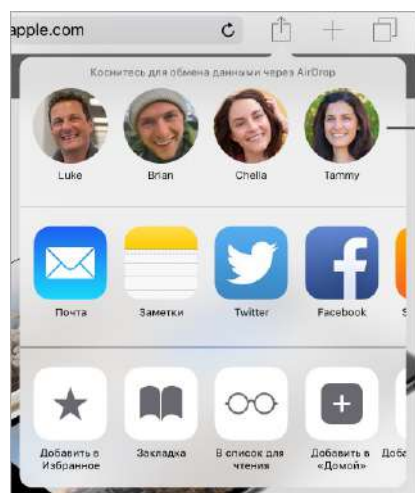 apple.com
Коснитесь для обмена данными через AirDrop
Luke Brian Chella Tammy
Почта Заметки Twitter Facebook
Добавить в Избранное Закладка В список для чтения Добавить в «Домой»